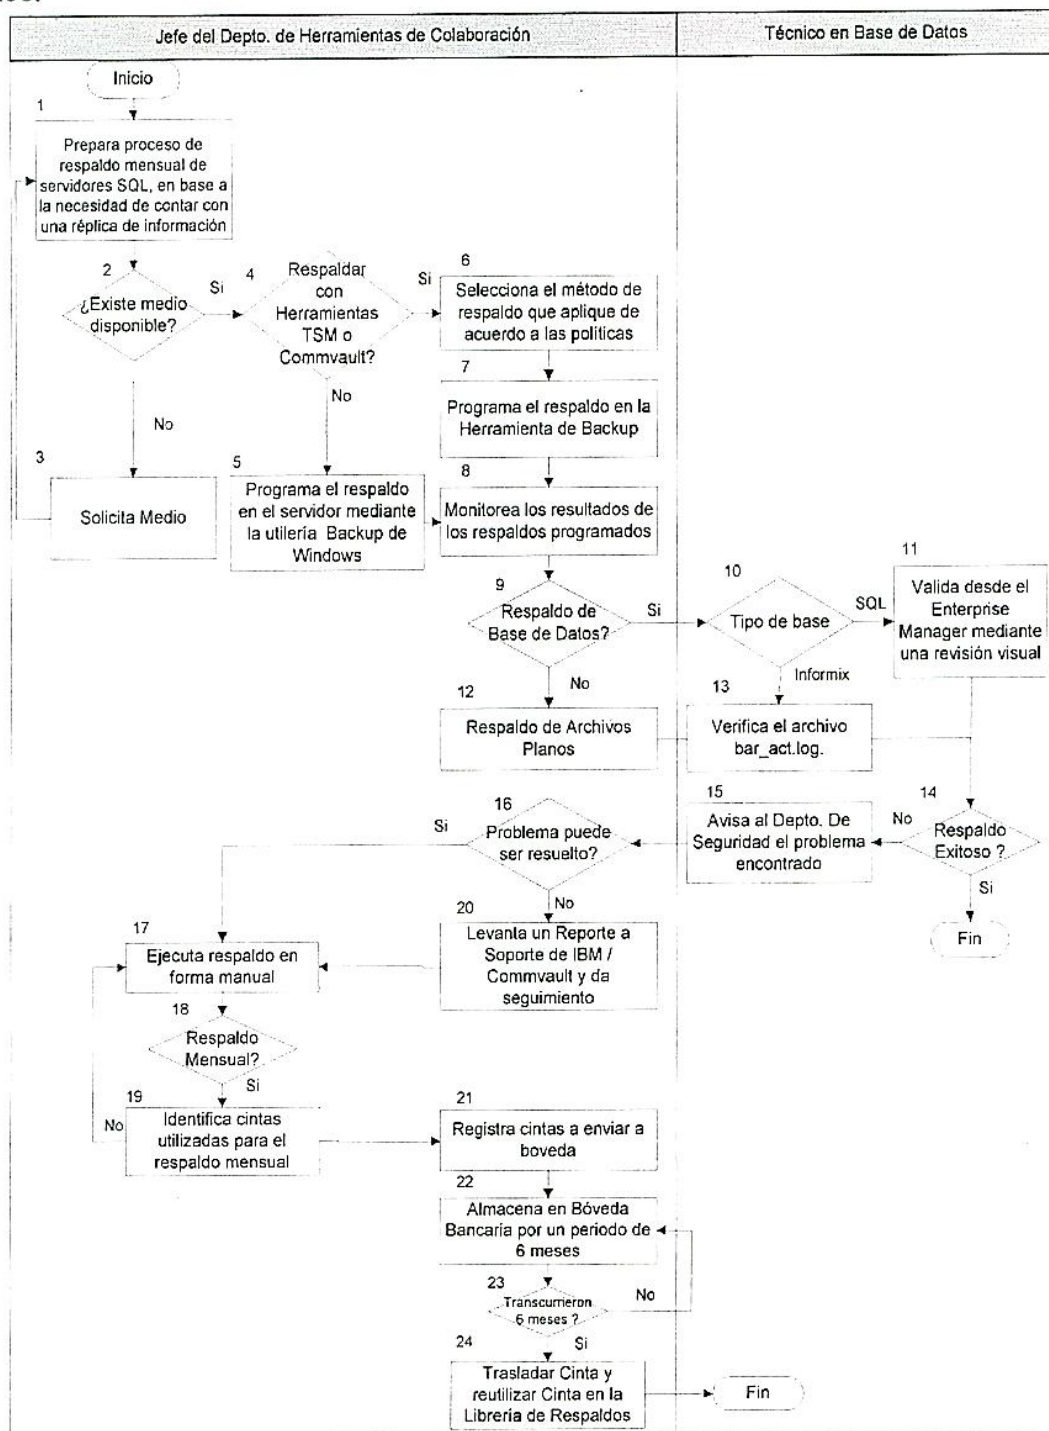 Jefe del Depto. de Herramientas de Colaboración
Técnico en Base de Datos
Inicio
1
Prepara proceso de
respaldo mensual de
servidores SQL, en base a
la necesidad de contar con
una réplica de información
2
¿Existe medio
disponible?
Si
No
3
Solicita Medio
4
Respaldar
con
Herramientas
TSM o
Commvault?
Si
No
5
Programa el respaldo
en el servidor mediante
la utilería Backup de
Windows
6
Selecciona el método de
respaldo que aplique de
acuerdo a las politicas
7
Programa el respaldo en la
Herramienta de Backup
8
Monitorea los resultados de
los respaldos programados
9
Respaldo de
Base de Datos?
Si
No
10
Tipo de base
SQL
Informix
11
Valida desde el
Enterprise
Manager mediante
una revisión visual
12
Respaldo de Archivos
Planos
13
Verifica el archivo
bar_act.log.
14
Respaldo
Exitoso ?
No
Si
Fin
15
Avisa al Depto. De
Seguridad el problema
encontrado
16
Problema puede
ser resuelto?
Si
No
17
Ejecuta respaldo en
forma manual
18
Respaldo
Mensual?
Si
No
19
Identifica cintas
utilizadas para el
respaldo mensual
20
Levanta un Reporte a
Soporte de IBM /
Commvault y da
seguimiento
21
Registra cintas a enviar a
boveda
22
Almacena en Bóveda
Bancaria por un periodo de
6 meses
23
Transcurrieron
6 meses ?
No
Si
24
Trasladar Cinta y
reutilizar Cinta en la
Librería de Respaldos
Fin